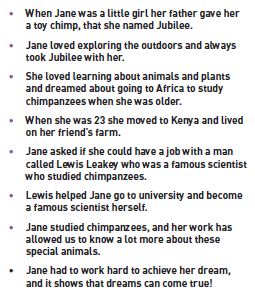 • When Jane was a little girl her father gave her
a toy chimp, that she named Jubilee.
• Jane loved exploring the outdoors and always
took Jubilee with her.
• She loved learning about animals and plants
and dreamed about going to Africa to study
chimpanzees when she was older.
• When she was 23 she moved to Kenya and lived
on her friend's farm.
• Jane asked if she could have a job with a man
called Lewis Leakey who was a famous scientist
who studied chimpanzees.
• Lewis helped Jane go to university and become
a famous scientist herself.
• Jane studied chimpanzees, and her work has
allowed us to know a lot more about these
special animals.
• Jane had to work hard to achieve her dream,
and it shows that dreams can come true!